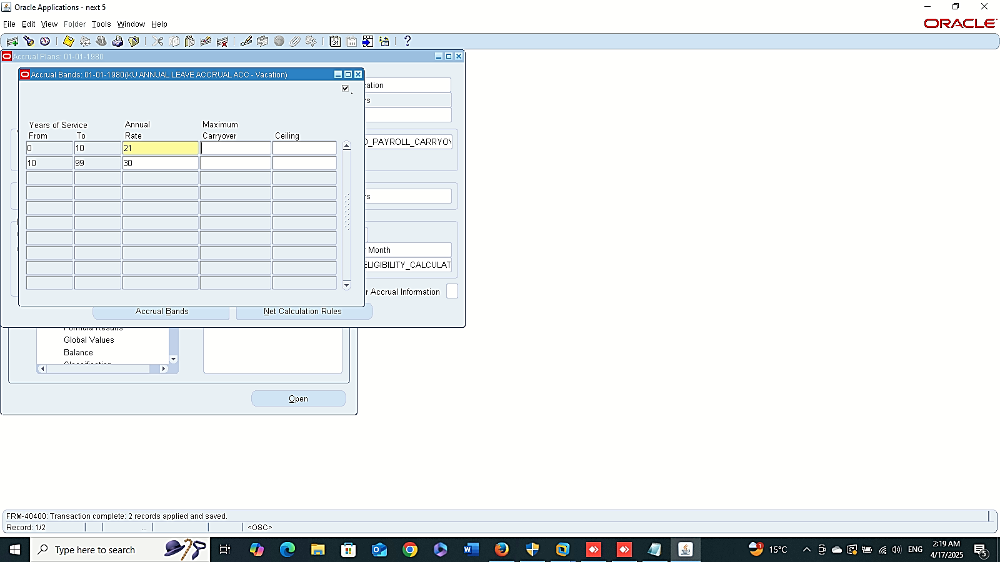 Oracle Applications - next 5
File Edit View Folder Tools Window Help
ORACLE
Accrual Plans: 01-01-1980
Accrual Bands: 01-01-1980(KU ANNUAL LEAVE ACCRUAL ACC - Vacation)
cation
Years of Service Annual Maximum
From To Rate Carryover Ceiling
0 10 21
10 99 30
O_PAYROLL_CARRYOV
Month
ELIGIBILITY_CALCULAT
r Accrual Information
Accrual Bands Net Calculation Rules
Formula Results
Global Values
Balance
Classification
Open
FRM-40400: Transaction complete: 2 records applied and saved.
Record: 1/2 ... <OSC>
Type here to search
15°C ENG 2:19 AM
4/17/2025
5